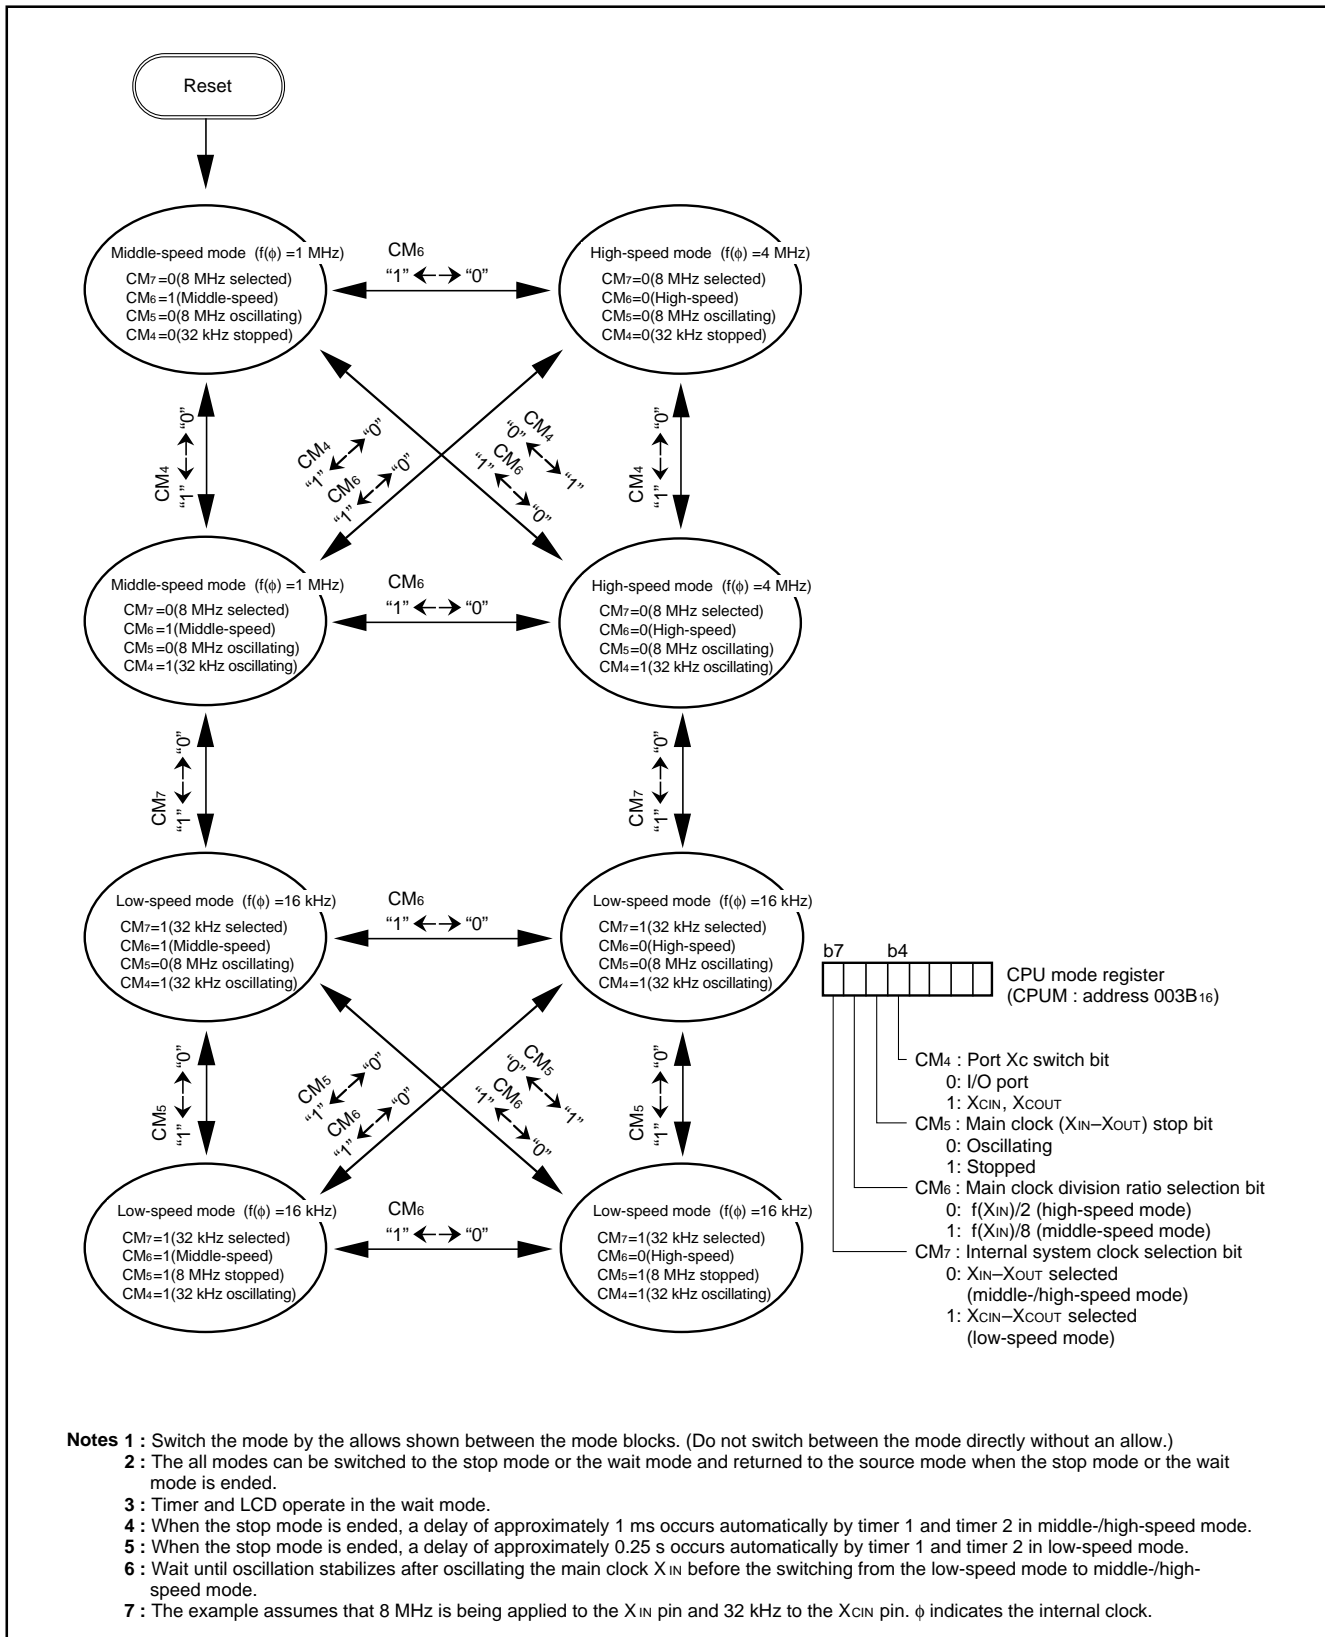 Reset
Middle-speed mode (f(ϕ) =1 MHz)
CM7=0(8 MHz selected)
CM6=1(Middle-speed)
CM5=0(8 MHz oscillating)
CM4=0(32 kHz stopped)
CM6
“1” “0”
High-speed mode (f(ϕ) =4 MHz)
CM7=0(8 MHz selected)
CM6=0(High-speed)
CM5=0(8 MHz oscillating)
CM4=0(32 kHz stopped)
CM4
“1” “0”
CM4
“1” “0”
CM6
“1” “0”
CM4
“0” “1”
CM6
“1” “0”
CM4
“1” “0”
Middle-speed mode (f(ϕ) =1 MHz)
CM7=0(8 MHz selected)
CM6=1(Middle-speed)
CM5=0(8 MHz oscillating)
CM4=1(32 kHz oscillating)
CM6
“1” “0”
High-speed mode (f(ϕ) =4 MHz)
CM7=0(8 MHz selected)
CM6=0(High-speed)
CM5=0(8 MHz oscillating)
CM4=1(32 kHz oscillating)
CM7
“1” “0”
CM7
“1” “0”
Low-speed mode (f(ϕ) =16 kHz)
CM7=1(32 kHz selected)
CM6=1(Middle-speed)
CM5=0(8 MHz oscillating)
CM4=1(32 kHz oscillating)
CM6
“1” “0”
Low-speed mode (f(ϕ) =16 kHz)
CM7=1(32 kHz selected)
CM6=0(High-speed)
CM5=0(8 MHz oscillating)
CM4=1(32 kHz oscillating)
CM5
“1” “0”
CM5
“1” “0”
CM6
“1” “0”
CM5
“0” “1”
CM6
“1” “0”
CM5
“1” “0”
Low-speed mode (f(ϕ) =16 kHz)
CM7=1(32 kHz selected)
CM6=1(Middle-speed)
CM5=1(8 MHz stopped)
CM4=1(32 kHz oscillating)
CM6
“1” “0”
Low-speed mode (f(ϕ) =16 kHz)
CM7=1(32 kHz selected)
CM6=0(High-speed)
CM5=1(8 MHz stopped)
CM4=1(32 kHz oscillating)
b7 b4
CPU mode register
(CPUM : address 003B16)
CM4 : Port Xc switch bit
0: I/O port
1: XCIN, XCOUT
CM5 : Main clock (XIN–XOUT) stop bit
0: Oscillating
1: Stopped
CM6 : Main clock division ratio selection bit
0: f(XIN)/2 (high-speed mode)
1: f(XIN)/8 (middle-speed mode)
CM7 : Internal system clock selection bit
0: XIN–XOUT selected
(middle-/high-speed mode)
1: XCIN–XCOUT selected
(low-speed mode)
Notes 1 : Switch the mode by the allows shown between the mode blocks. (Do not switch between the mode directly without an allow.)
2 : The all modes can be switched to the stop mode or the wait mode and returned to the source mode when the stop mode or the wait
mode is ended.
3 : Timer and LCD operate in the wait mode.
4 : When the stop mode is ended, a delay of approximately 1 ms occurs automatically by timer 1 and timer 2 in middle-/high-speed mode.
5 : When the stop mode is ended, a delay of approximately 0.25 s occurs automatically by timer 1 and timer 2 in low-speed mode.
6 : Wait until oscillation stabilizes after oscillating the main clock XIN before the switching from the low-speed mode to middle-/high-
speed mode.
7 : The example assumes that 8 MHz is being applied to the XIN pin and 32 kHz to the XCIN pin. ϕ indicates the internal clock.